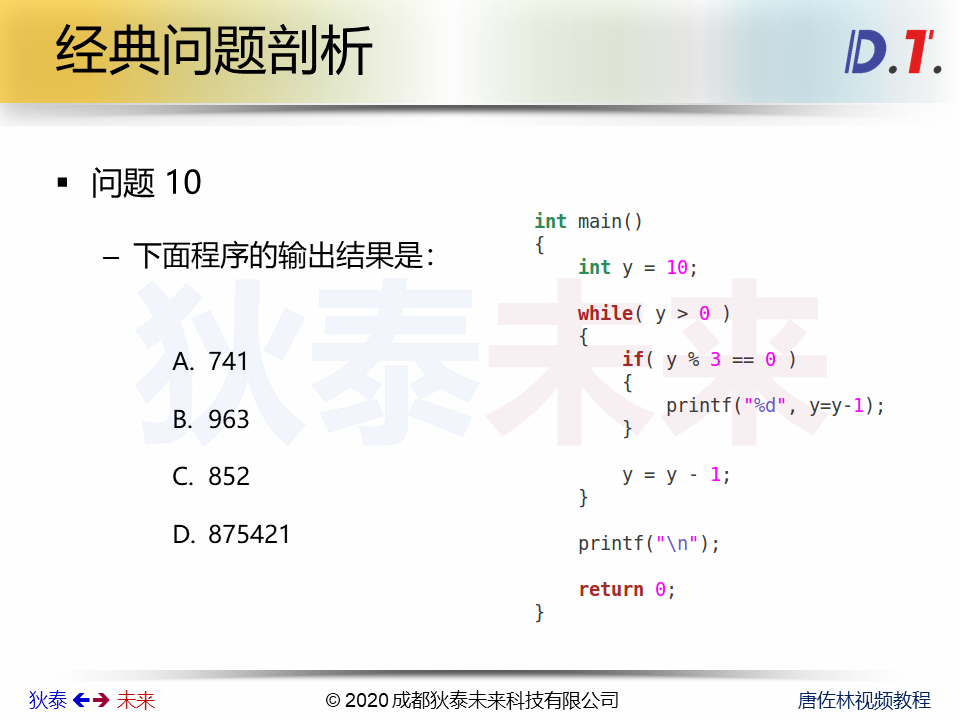 经典问题剖析
D.T.
▪ 问题 10
– 下面程序的输出结果是：
A. 741
B. 963
C. 852
D. 875421
int main()
{
    int y = 10;

    while( y > 0 )
    {
        if( y % 3 == 0 )
        {
            printf("%d", y=y-1);
        }

        y = y - 1;
    }

    printf("\n");

    return 0;
}
狄泰未来
狄泰 未来
© 2020 成都狄泰未来科技有限公司
唐佐林视频教程